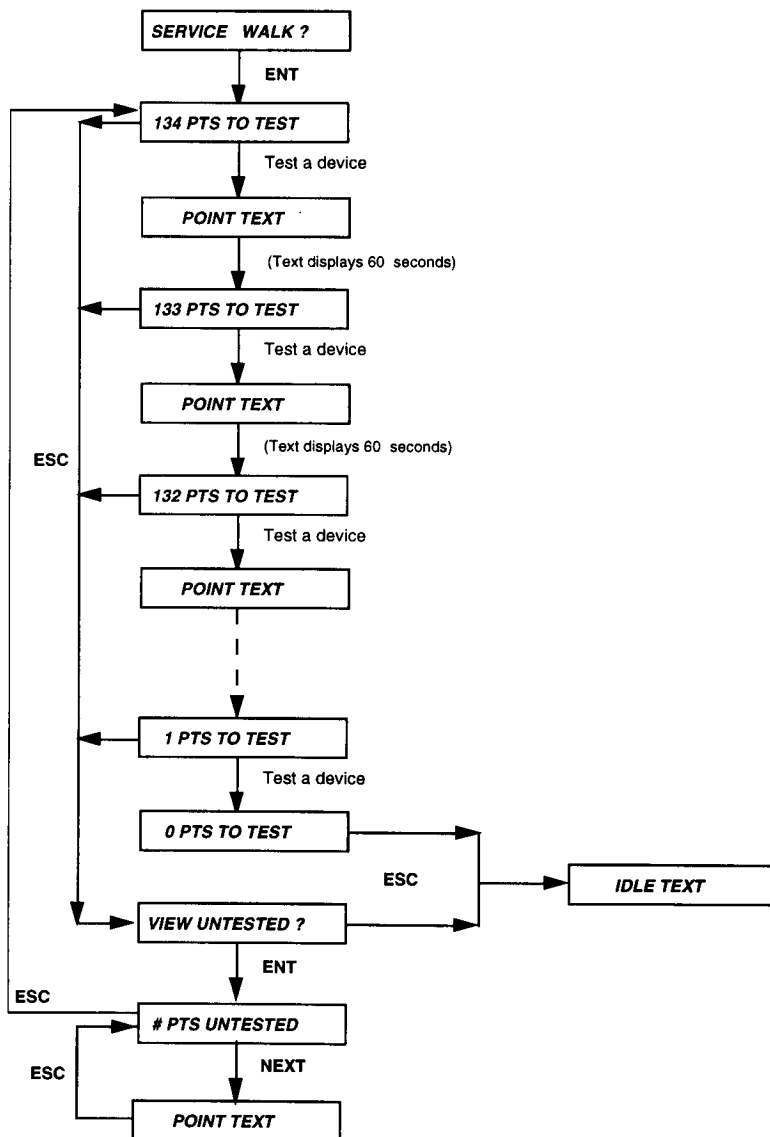 SERVICE WALK ?
ENT
134 PTS TO TEST
Test a device
POINT TEXT
(Text displays 60 seconds)
133 PTS TO TEST
Test a device
POINT TEXT
(Text displays 60 seconds)
ESC
132 PTS TO TEST
Test a device
POINT TEXT
1 PTS TO TEST
Test a device
0 PTS TO TEST
ESC
IDLE TEXT
VIEW UNTESTED ?
ENT
ESC
# PTS UNTESTED
NEXT
ESC
POINT TEXT